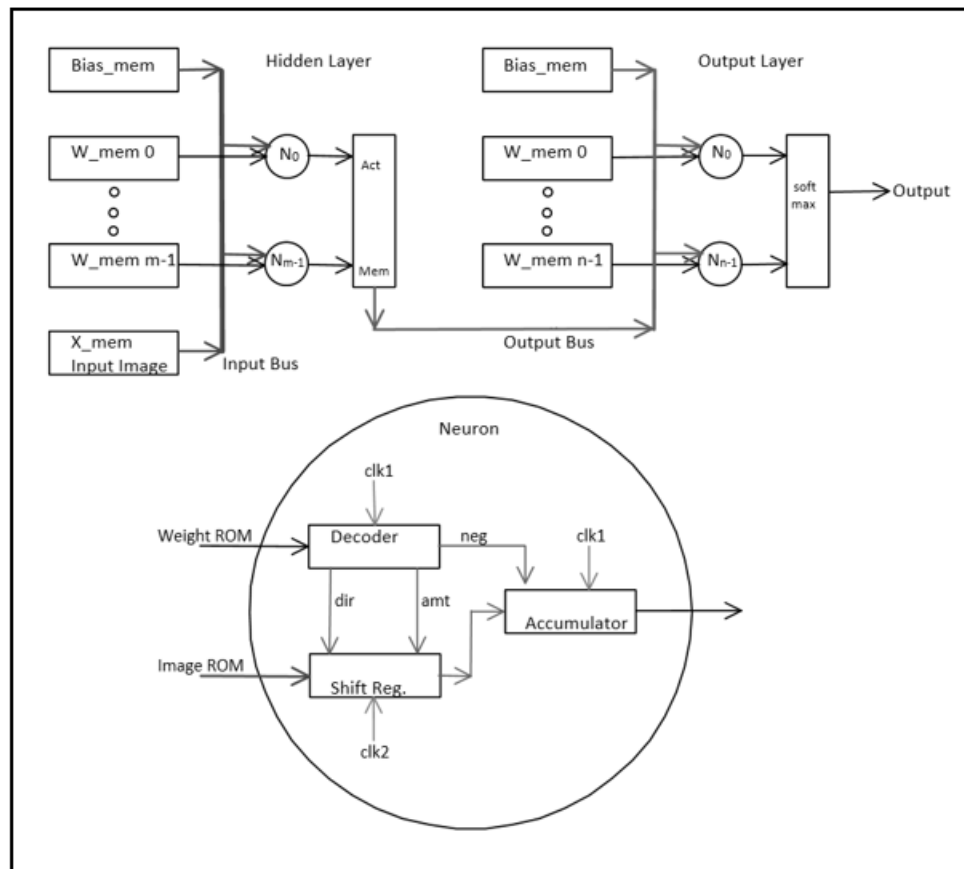 Bias_mem
Hidden Layer
W_mem 0
N0
Act
W_mem m-1
Nm-1
Mem
X_mem
Input Image
Input Bus
Bias_mem
Output Layer
W_mem 0
N0
soft
max
Output
W_mem n-1
Nn-1
Output Bus
Neuron
clk1
Weight ROM
Decoder
neg
clk1
dir
amt
Accumulator
Image ROM
Shift Reg.
clk2